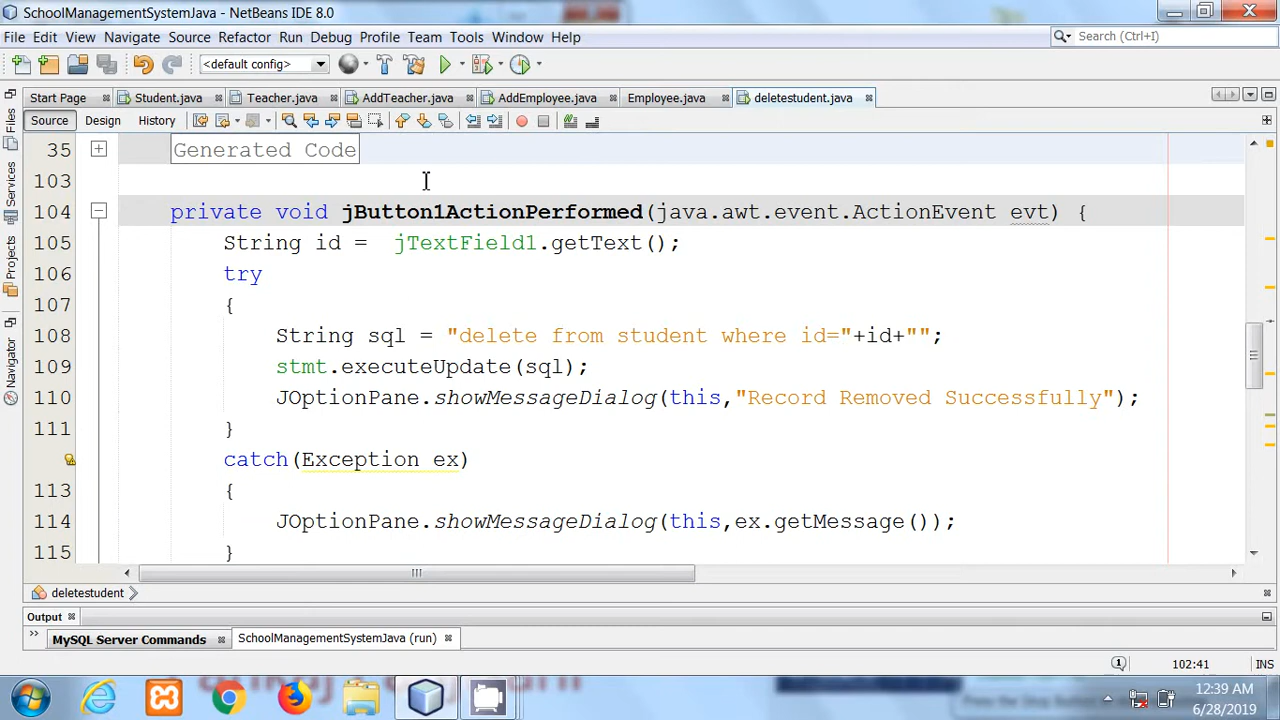 SchoolManagementSystemJava - NetBeans IDE 8.0
File Edit View Navigate Source Refactor Run Debug Profile Team Tools Window Help
Search (Ctrl+I)
<default config>
Start Page Student.java Teacher.java AddTeacher.java AddEmployee.java Employee.java deletestudent.java
Source Design History
Files
Services
Projects
Navigator
35 Generated Code
103
104 private void jButton1ActionPerformed(java.awt.event.ActionEvent evt) {
105 String id =  jTextField1.getText();
106 try
107 {
108 String sql = "delete from student where id="+id+"";
109 stmt.executeUpdate(sql);
110 JOptionPane.showMessageDialog(this,"Record Removed Successfully");
111 }
catch(Exception ex)
113 {
114 JOptionPane.showMessageDialog(this,ex.getMessage());
115 }
deletestudent
Output
MySQL Server Commands SchoolManagementSystemJava (run)
102:41 INS
12:39 AM
6/28/2019